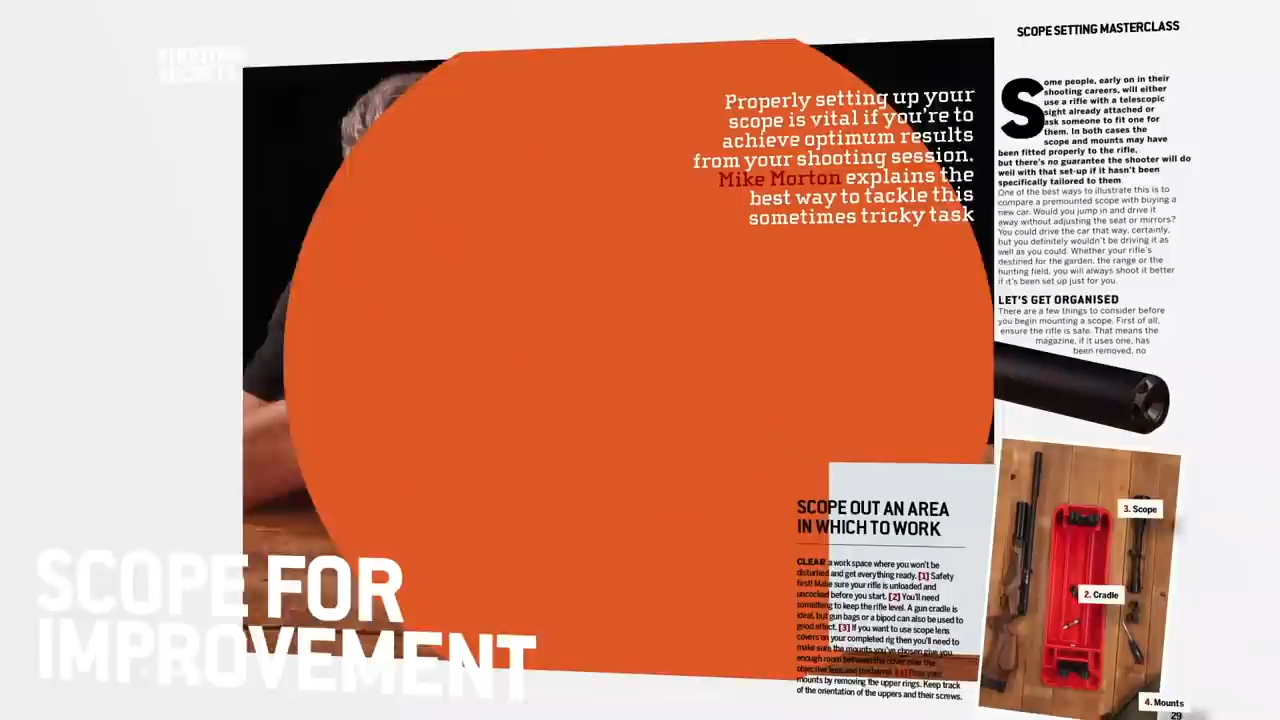 SHOOTING
SECRETS
SCOPE SETTING MASTERCLASS
Properly setting up your
scope is vital if you're to
achieve optimum results
from your shooting session.
Mike Morton explains the
best way to tackle this
sometimes tricky task
Some people, early on in their
shooting careers, will either
use a rifle with a telescopic
sight already attached or
ask someone to fit one for
them. In both cases the
scope and mounts may have
been fitted properly to the rifle,
but there's no guarantee the shooter will do
well with that set-up if it hasn't been
specifically tailored to them.
One of the best ways to illustrate this is to
compare a premounted scope with buying a
new car. Would you jump in and drive it
away without adjusting the seat or mirrors?
You could drive the car that way, certainly,
but you definitely wouldn't be driving it as
well as you could. Whether your rifle's
destined for the garden, the range or the
hunting field, you will always shoot it better
if it's been set up just for you.
LET'S GET ORGANISED
There are a few things to consider before
you begin mounting a scope. First of all,
ensure the rifle is safe. That means the
magazine, if it uses one, has
been removed, no
SCOPE OUT AN AREA
IN WHICH TO WORK
CLEAR a work space where you won't be
disturbed and get everything ready. [1] Safety
first! Make sure your rifle is unloaded and
uncocked before you start. [2] You'll need
something to keep the rifle level. A gun cradle is
ideal, but gun bags or a bipod can also be used to
good effect. [3] If you want to use scope lens
covers on your completed rig then you'll need to
make sure the mounts you've chosen give you
enough room between the cover over the
objective lens and the barrel. [4] Prep your
mounts by removing the upper rings. Keep track
of the orientation of the uppers and their screws.
3. Scope
2. Cradle
4. Mounts
29
SCOPE FOR
IMPROVEMENT